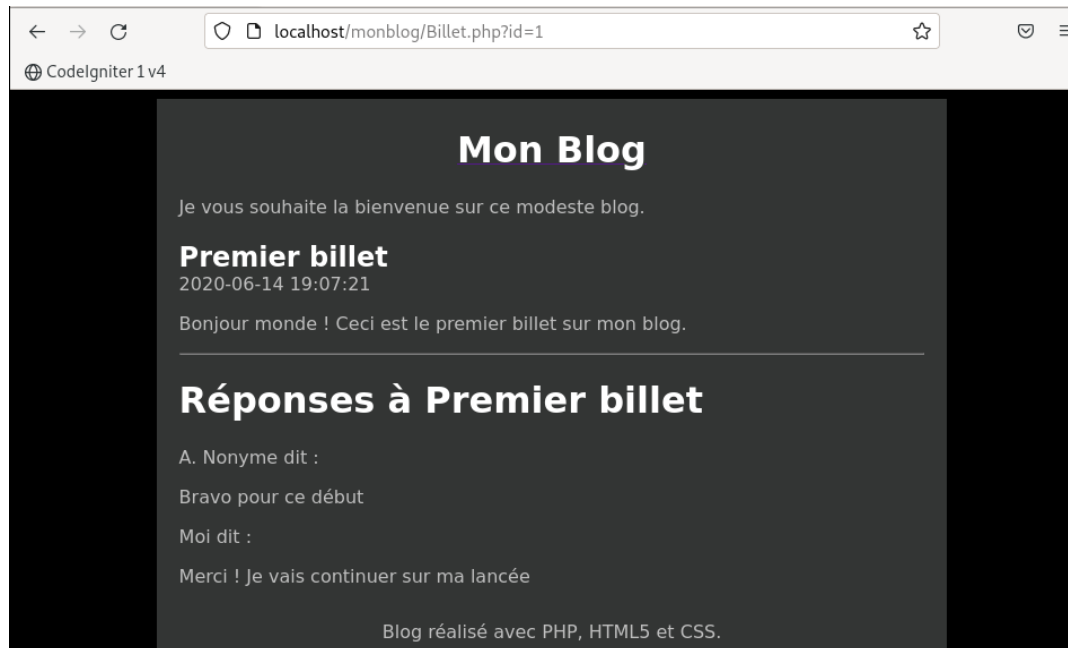 localhost/monblog/Billet.php?id=1
CodeIgniter 1 v4
Mon Blog
Je vous souhaite la bienvenue sur ce modeste blog.
Premier billet
2020-06-14 19:07:21
Bonjour monde ! Ceci est le premier billet sur mon blog.
Réponses à Premier billet
A. Nonyme dit :
Bravo pour ce début
Moi dit :
Merci ! Je vais continuer sur ma lancée
Blog réalisé avec PHP, HTML5 et CSS.